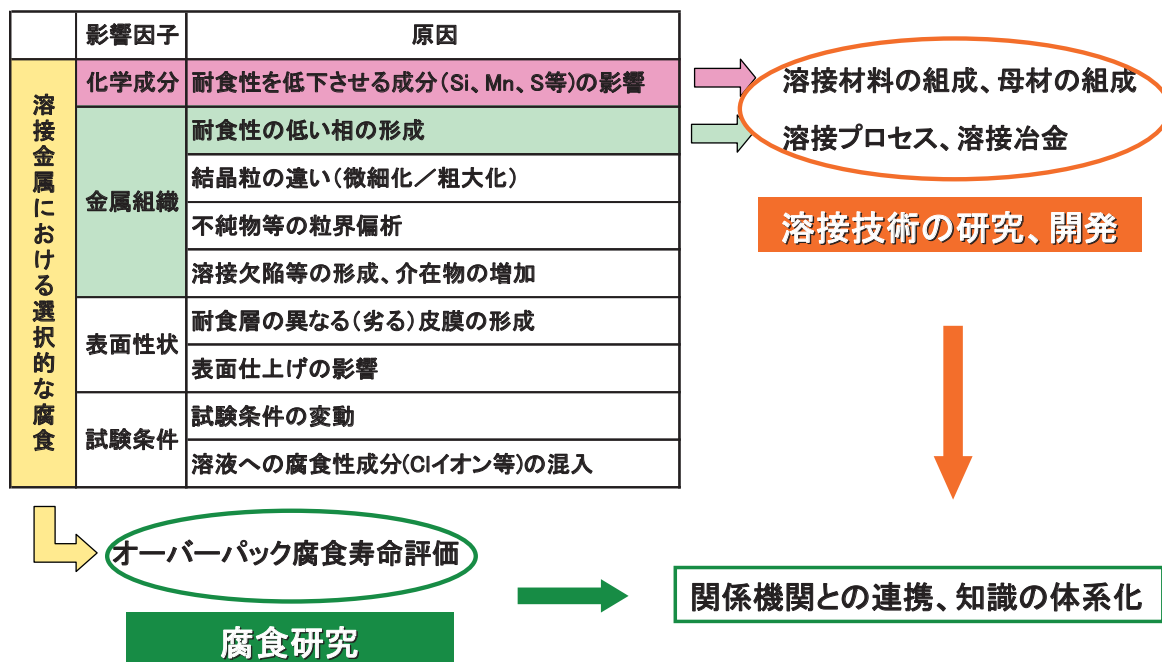 影響因子 原因
溶接金属における選択的な腐食
化学成分 耐食性を低下させる成分(Si、Mn、S等)の影響
金属組織
耐食性の低い相の形成
結晶粒の違い(微細化/粗大化)
不純物等の粒界偏析
溶接欠陥等の形成、介在物の増加
表面性状
耐食層の異なる(劣る)皮膜の形成
表面仕上げの影響
試験条件
試験条件の変動
溶液への腐食性成分(Clイオン等)の混入
溶接材料の組成、母材の組成
溶接プロセス、溶接冶金
溶接技術の研究、開発
オーバーパック腐食寿命評価
腐食研究
関係機関との連携、知識の体系化